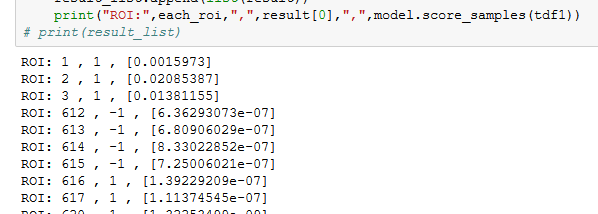 print("ROI:",each_roi,",",result[0],",",model.score_samples(tdf1))
# print(result_list)
ROI: 1 , 1 , [0.0015973]
ROI: 2 , 1 , [0.02085387]
ROI: 3 , 1 , [0.01381155]
ROI: 612 , -1 , [6.36293073e-07]
ROI: 613 , -1 , [6.80906029e-07]
ROI: 614 , -1 , [8.33022852e-07]
ROI: 615 , -1 , [7.25006021e-07]
ROI: 616 , 1 , [1.39229209e-07]
ROI: 617 , 1 , [1.11374545e-07]